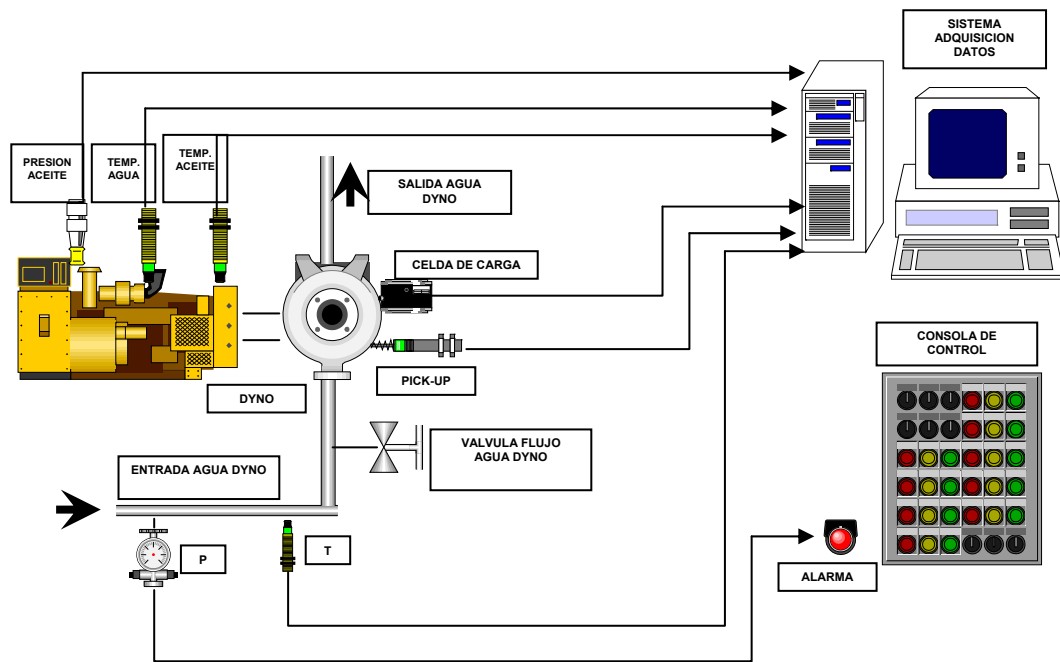 SISTEMA
ADQUISICION
DATOS
PRESION
ACEITE
TEMP.
AGUA
TEMP.
ACEITE
SALIDA AGUA
DYNO
CELDA DE CARGA
CONSOLA DE
CONTROL
PICK-UP
DYNO
VALVULA FLUJO
AGUA DYNO
ENTRADA AGUA DYNO
P
T
ALARMA